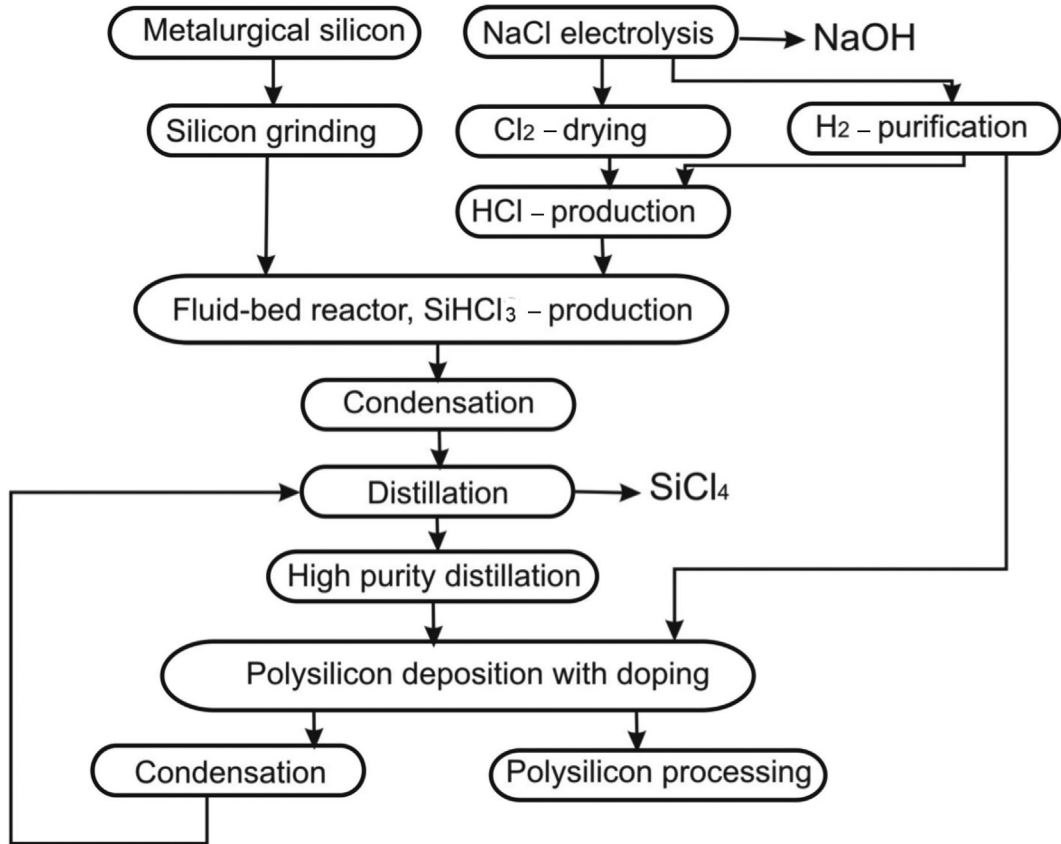 Metalurgical silicon
NaCl electrolysis
NaOH
Silicon grinding
Cl2 – drying
H2 – purification
HCl – production
Fluid-bed reactor, SiHCl3 – production
Condensation
Distillation
SiCl4
High purity distillation
Polysilicon deposition with doping
Condensation
Polysilicon processing